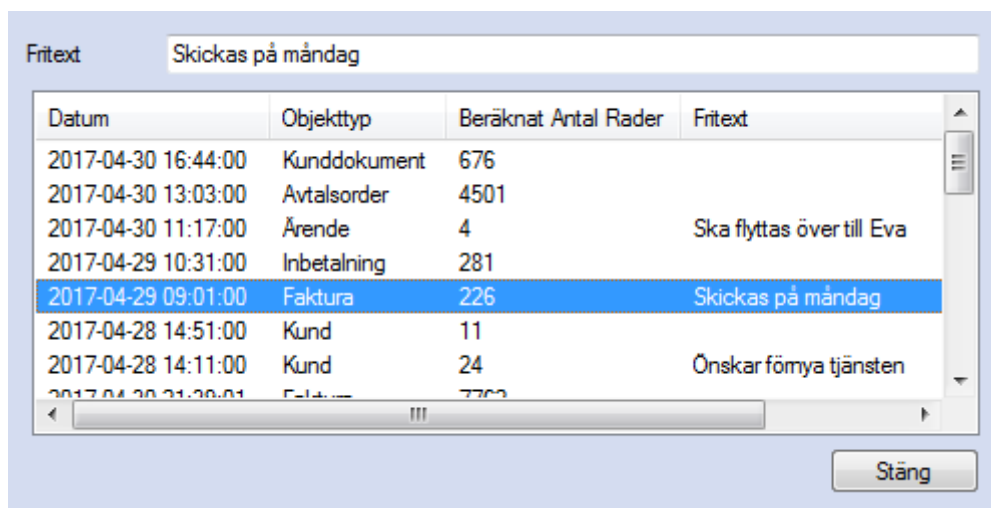 Fritext Skickas på måndag
Datum Objekttyp Beräknat Antal Rader Fritext
2017-04-30 16:44:00 Kunddokument 676
2017-04-30 13:03:00 Avtalsorder 4501
2017-04-30 11:17:00 Ärende 4 Ska flyttas över till Eva
2017-04-29 10:31:00 Inbetalning 281
2017-04-29 09:01:00 Faktura 226 Skickas på måndag
2017-04-28 14:51:00 Kund 11
2017-04-28 14:11:00 Kund 24 Önskar förnya tjänsten
Stäng